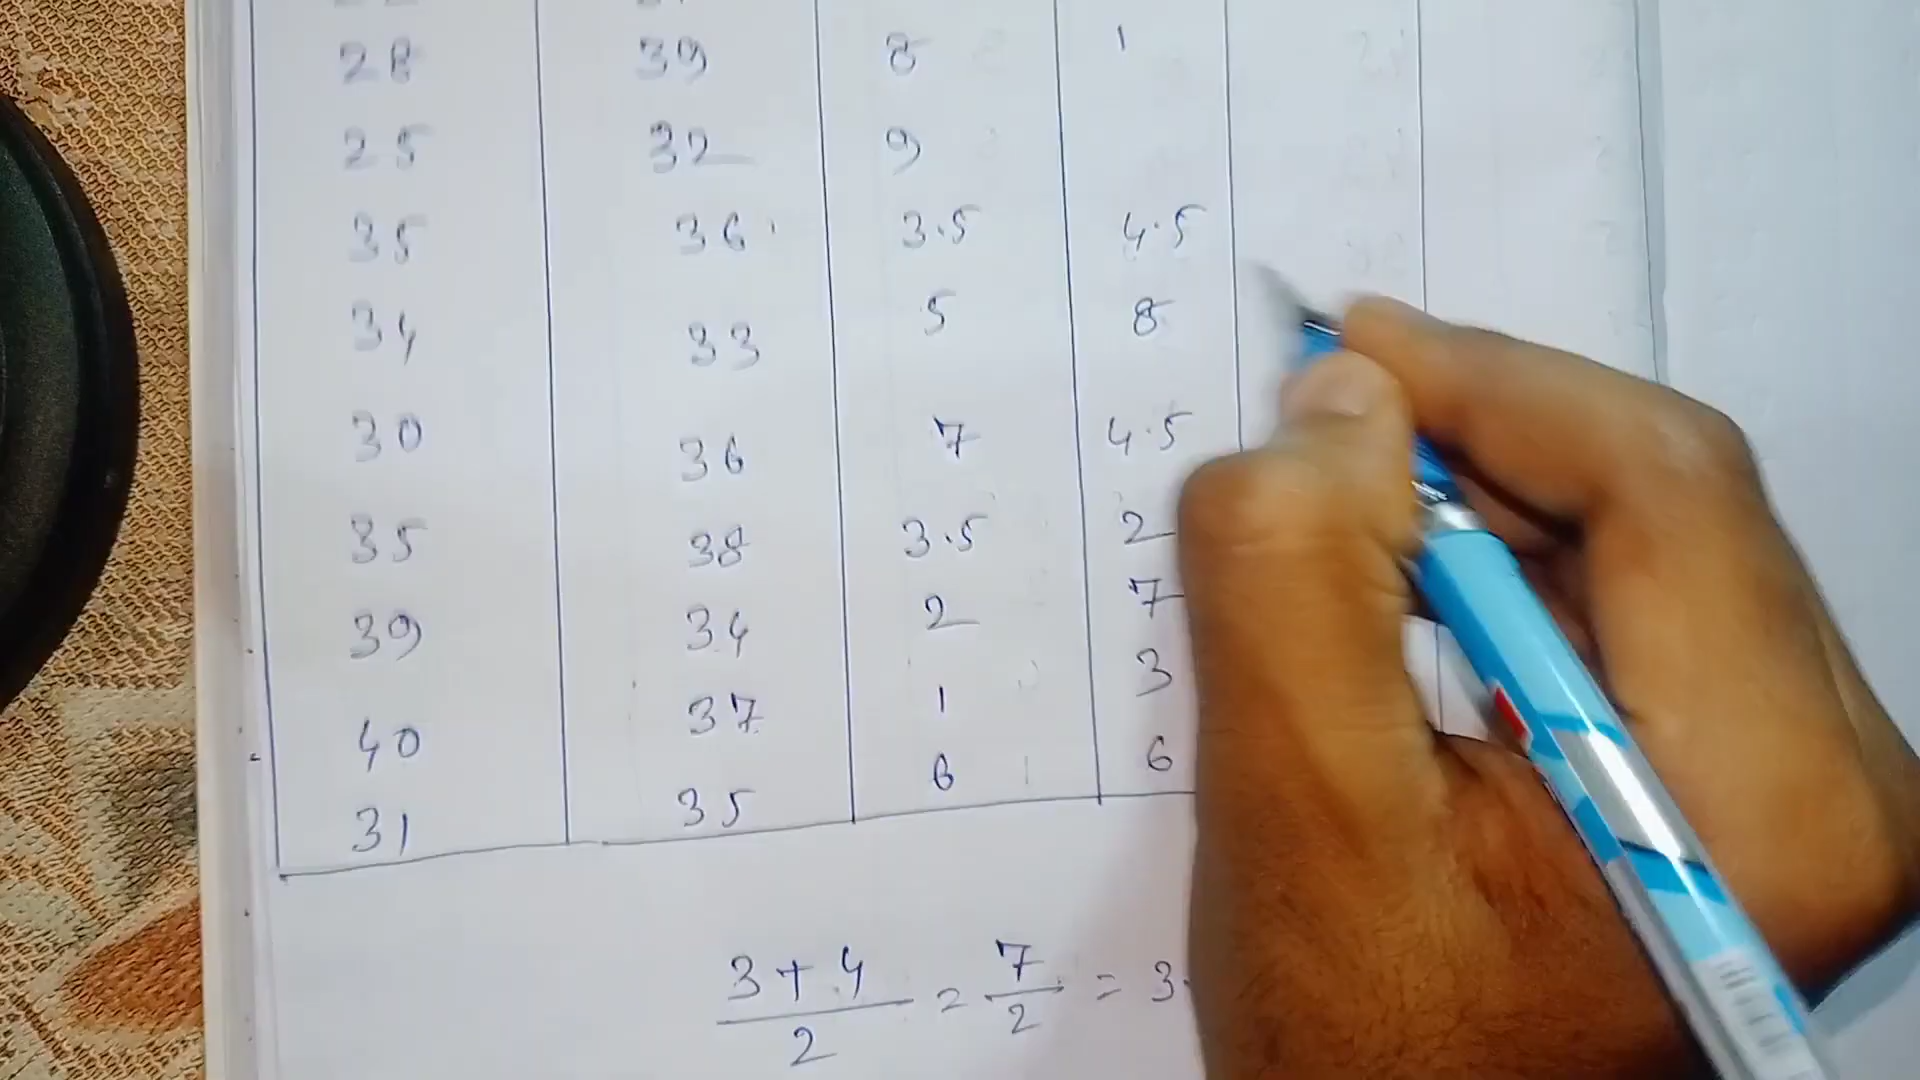 28 39 8 1
25 32 9
35 36 3.5 4.5
34 33 5 8
30 36 7 4.5
35 38 3.5 2
39 34 2 7
40 37 1 3
31 35 6 6
3+4/2 = 7/2 = 3.